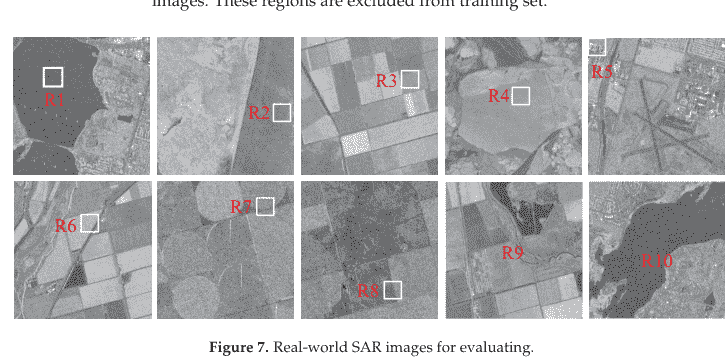 images. These regions are excluded from training set.
R1
R2
R3
R4
R5
R6
R7
R8
R9
R10
Figure 7. Real-world SAR images for evaluating.